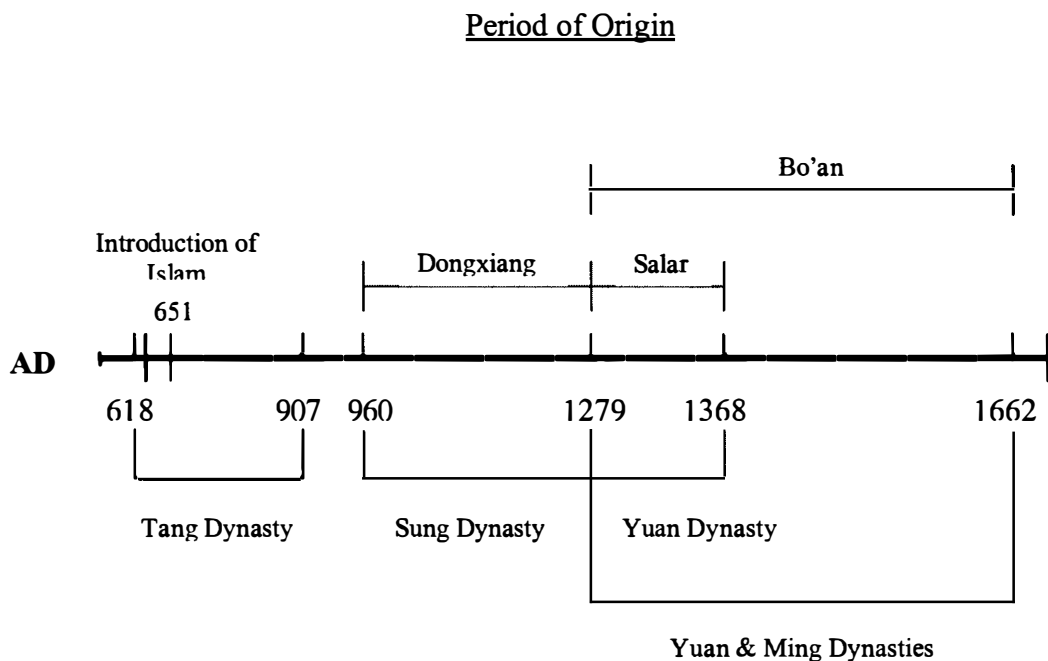 Period of Origin
Bo'an
Introduction of
Islam
Dongxiang
Salar
651
AD
618
907
960
1279
1368
1662
Tang Dynasty
Sung Dynasty
Yuan Dynasty
Yuan & Ming Dynasties